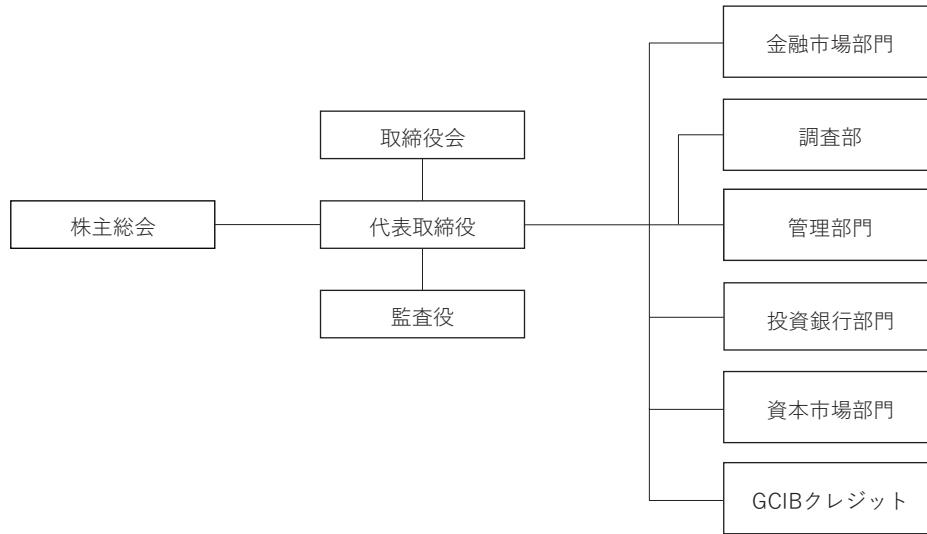 金融市場部門
取締役会
調査部
株主総会
代表取締役
管理部門
監査役
投資銀行部門
資本市場部門
GCIBクレジット